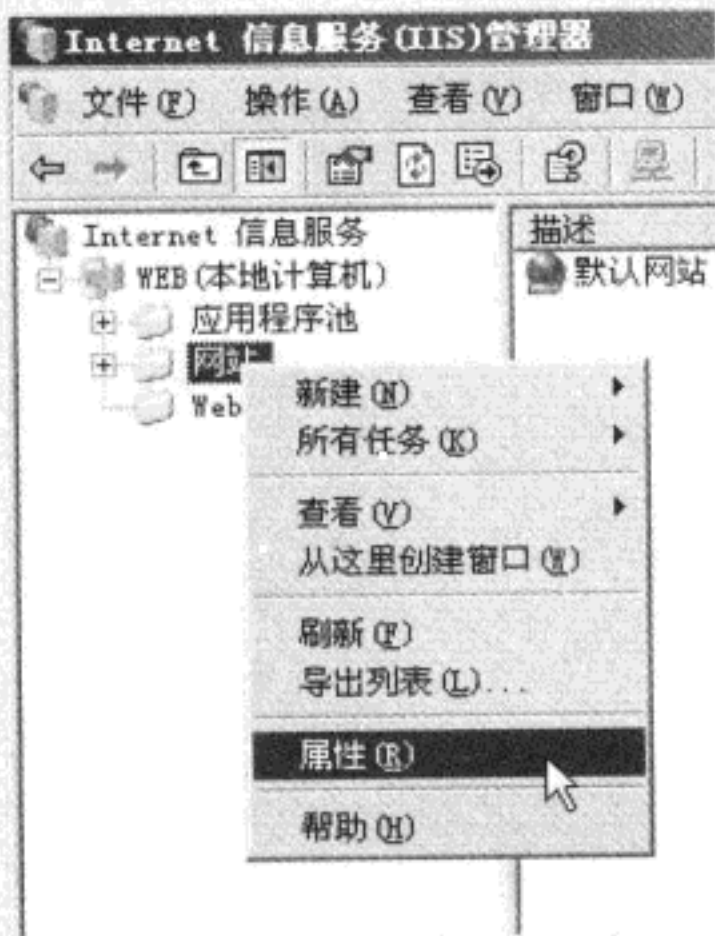 Internet 信息服务(IIS)管理器
文件(F) 操作(A) 查看(V) 窗口(W)
Internet 信息服务
描述
WEB(本地计算机)
默认网站
应用程序池
网站
Web
新建(N)
所有任务(K)
查看(V)
从这里创建窗口(W)
刷新(F)
导出列表(L)...
属性(R)
帮助(H)